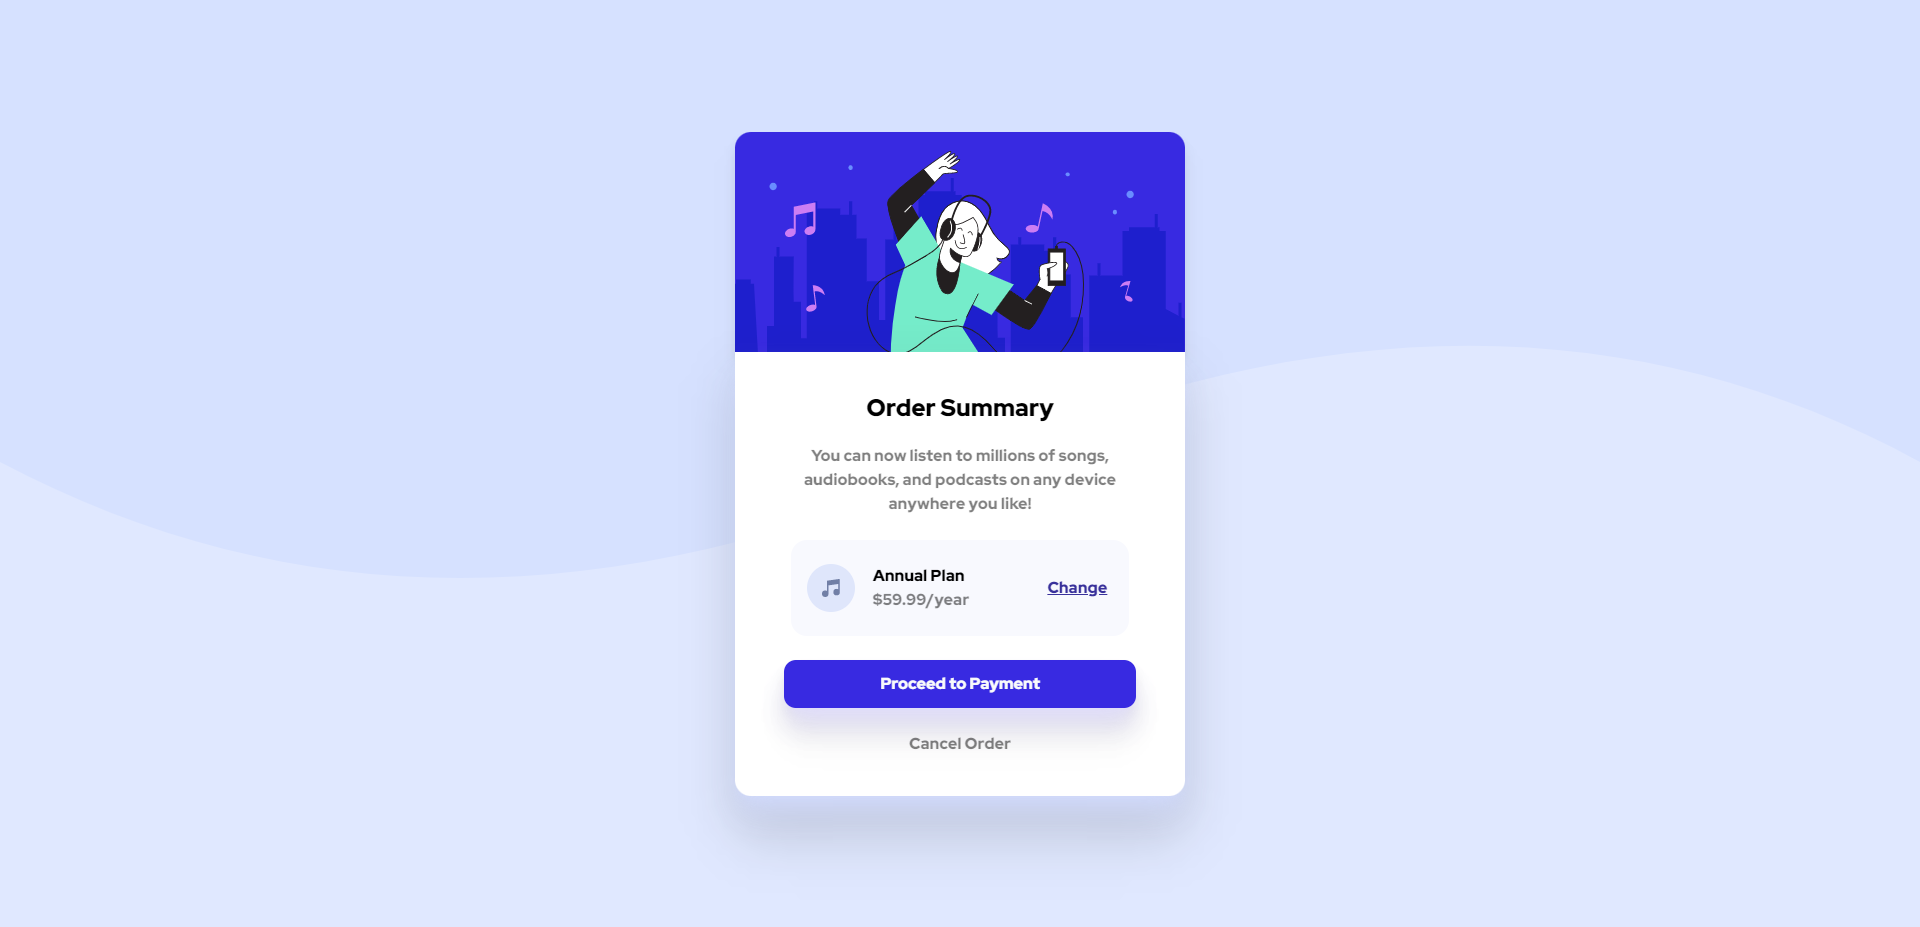 Order Summary
You can now listen to millions of songs,
audiobooks, and podcasts on any device
anywhere you like!
Annual Plan
$59.99/year
Change
Proceed to Payment
Cancel Order